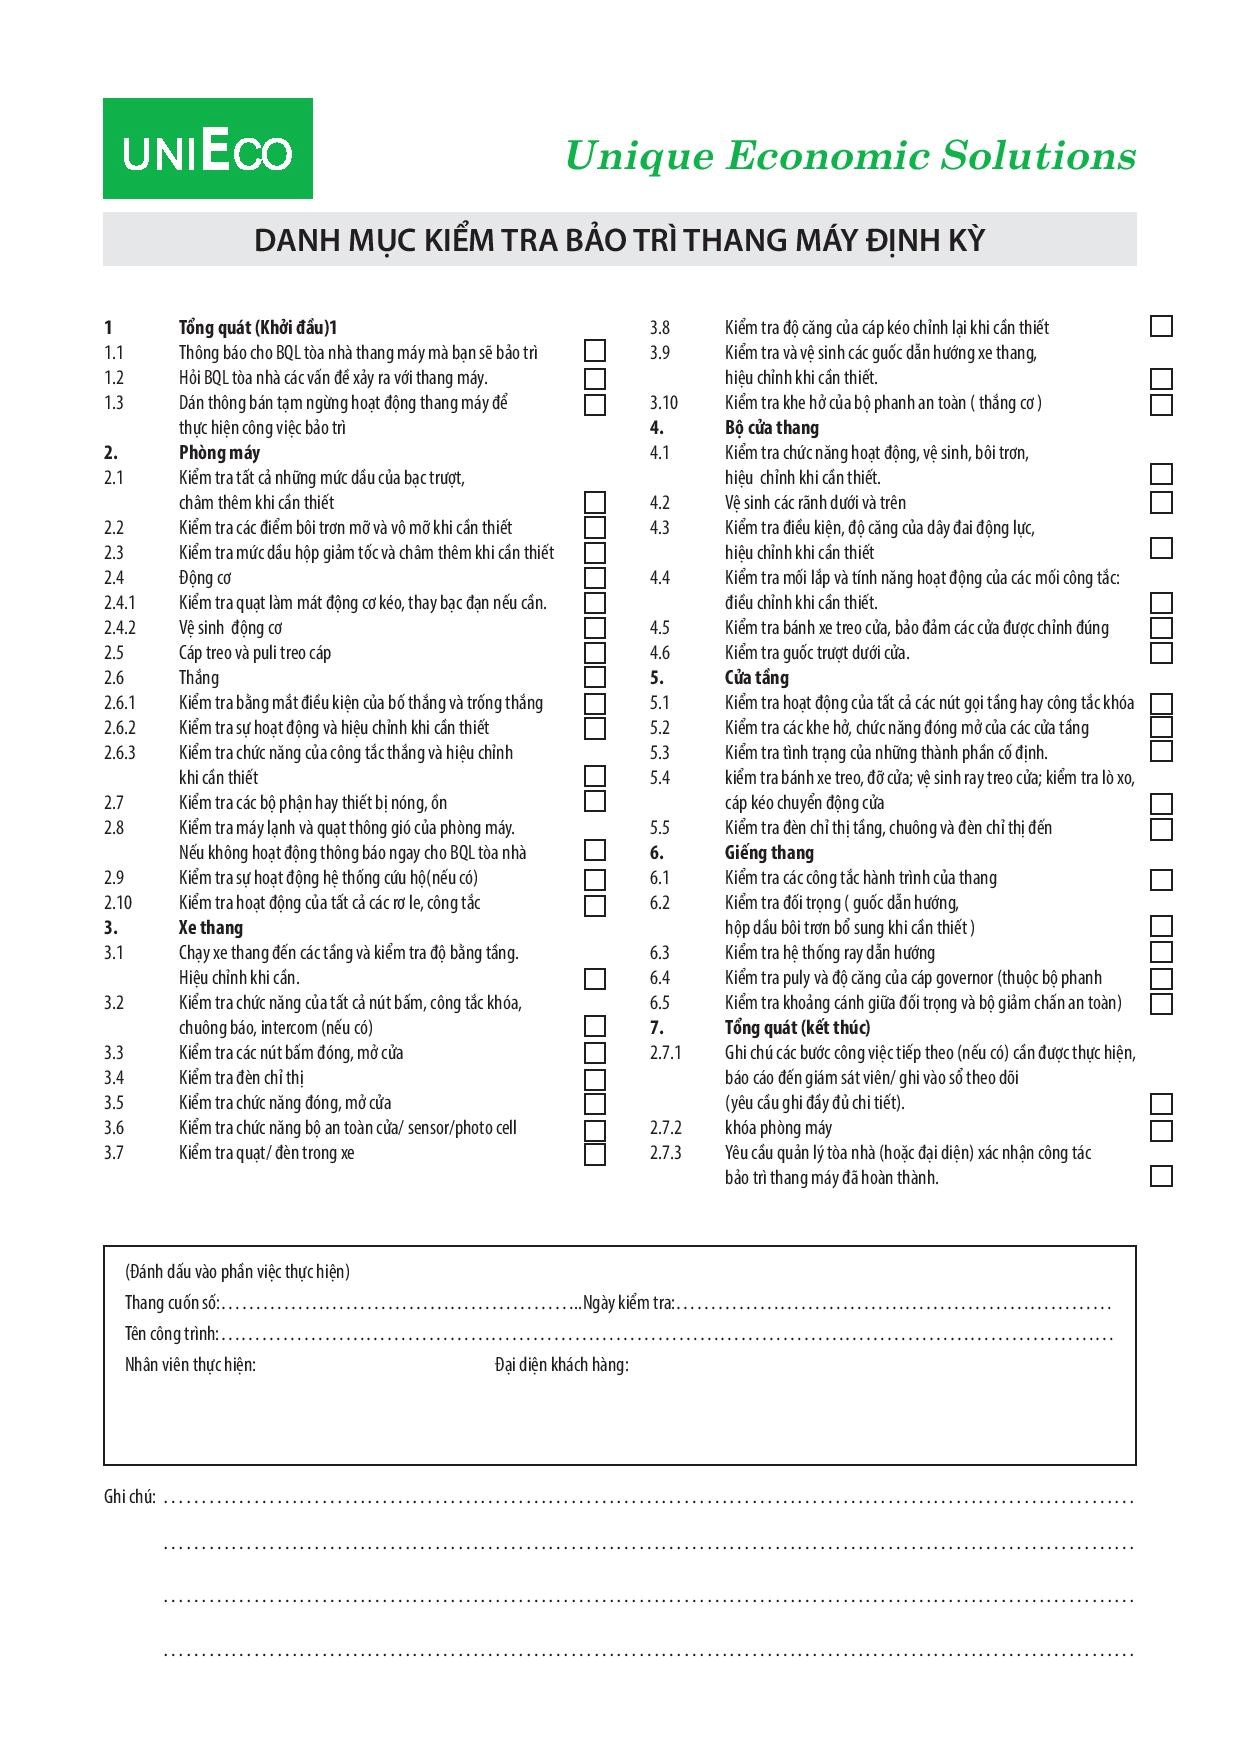 UNIECO
Unique Economic Solutions
DANH MỤC KIỂM TRA BẢO TRÌ THANG MÁY ĐỊNH KỲ
1 Tổng quát (Khởi đầu)1
1.1 Thông báo cho BQL tòa nhà thang máy mà bạn sẽ bảo trì
1.2 Hỏi BQL tòa nhà các vấn đề xảy ra với thang máy.
1.3 Dán thông bán tạm ngừng hoạt động thang máy để
thực hiện công việc bảo trì
2. Phòng máy
2.1 Kiểm tra tất cả những mức dầu của bạc trượt,
châm thêm khi cần thiết
2.2 Kiểm tra các điểm bôi trơn mỡ và vô mỡ khi cần thiết
2.3 Kiểm tra mức dầu hộp giảm tốc và châm thêm khi cần thiết
2.4 Động cơ
2.4.1 Kiểm tra quạt làm mát động cơ kéo, thay bạc đạn nếu cần.
2.4.2 Vệ sinh động cơ
2.5 Cáp treo và puli treo cáp
2.6 Thắng
2.6.1 Kiểm tra bằng mắt điều kiện của bố thắng và trống thắng
2.6.2 Kiểm tra sự hoạt động và hiệu chỉnh khi cần thiết
2.6.3 Kiểm tra chức năng của công tắc thắng và hiệu chỉnh
khi cần thiết
2.7 Kiểm tra các bộ phận hay thiết bị nóng, ồn
2.8 Kiểm tra máy lạnh và quạt thông gió của phòng máy.
Nếu không hoạt động thông báo ngay cho BQL tòa nhà
2.9 Kiểm tra sự hoạt động hệ thống cứu hộ(nếu có)
2.10 Kiểm tra hoạt động của tất cả các rơ le, công tắc
3. Xe thang
3.1 Chạy xe thang đến các tầng và kiểm tra độ bằng tầng.
Hiệu chỉnh khi cần.
3.2 Kiểm tra chức năng của tất cả nút bấm, công tắc khóa,
chuông báo, intercom (nếu có)
3.3 Kiểm tra các nút bấm đóng, mở cửa
3.4 Kiểm tra đèn chỉ thị
3.5 Kiểm tra chức năng đóng, mở cửa
3.6 Kiểm tra chức năng bộ an toàn cửa/ sensor/photo cell
3.7 Kiểm tra quạt/ đèn trong xe
3.8 Kiểm tra độ căng của cáp kéo chỉnh lại khi cần thiết
3.9 Kiểm tra và vệ sinh các guốc dẫn hướng xe thang,
hiệu chỉnh khi cần thiết.
3.10 Kiểm tra khe hở của bộ phanh an toàn ( thắng cơ )
4. Bộ cửa thang
4.1 Kiểm tra chức năng hoạt động, vệ sinh, bôi trơn,
hiệu chỉnh khi cần thiết.
4.2 Vệ sinh các rãnh dưới và trên
4.3 Kiểm tra điều kiện, độ căng của dây đai động lực,
hiệu chỉnh khi cần thiết
4.4 Kiểm tra mối lắp và tính năng hoạt động của các mối công tắc:
điều chỉnh khi cần thiết.
4.5 Kiểm tra bánh xe treo cửa, bảo đảm các cửa được chỉnh đúng
4.6 Kiểm tra guốc trượt dưới cửa.
5. Cửa tầng
5.1 Kiểm tra hoạt động của tất cả các nút gọi tầng hay công tắc khóa
5.2 Kiểm tra các khe hở, chức năng đóng mở của các cửa tầng
5.3 Kiểm tra tình trạng của những thành phần cố định.
5.4 kiểm tra bánh xe treo, đỡ cửa; vệ sinh ray treo cửa; kiểm tra lò xo,
cáp kéo chuyển động cửa
5.5 Kiểm tra đèn chỉ thị tầng, chuông và đèn chỉ thị đến
6. Giếng thang
6.1 Kiểm tra các công tắc hành trình của thang
6.2 Kiểm tra đối trọng ( guốc dẫn hướng,
hộp dầu bôi trơn bổ sung khi cần thiết )
6.3 Kiểm tra hệ thống ray dẫn hướng
6.4 Kiểm tra puly và độ căng của cáp governor (thuộc bộ phanh
6.5 Kiểm tra khoảng cánh giữa đối trọng và bộ giảm chấn an toàn)
7. Tổng quát (kết thúc)
2.7.1 Ghi chú các bước công việc tiếp theo (nếu có) cần được thực hiện,
báo cáo đến giám sát viên/ ghi vào sổ theo dõi
(yêu cầu ghi đầy đủ chi tiết).
2.7.2 khóa phòng máy
2.7.3 Yêu cầu quản lý tòa nhà (hoặc đại diện) xác nhận công tác
bảo trì thang máy đã hoàn thành.
(Đánh dấu vào phần việc thực hiện)
Thang cuốn số:........................................Ngày kiểm tra:........................................
Tên công trình:........................................
Nhân viên thực hiện: Đại diện khách hàng:
Ghi chú: ........................................